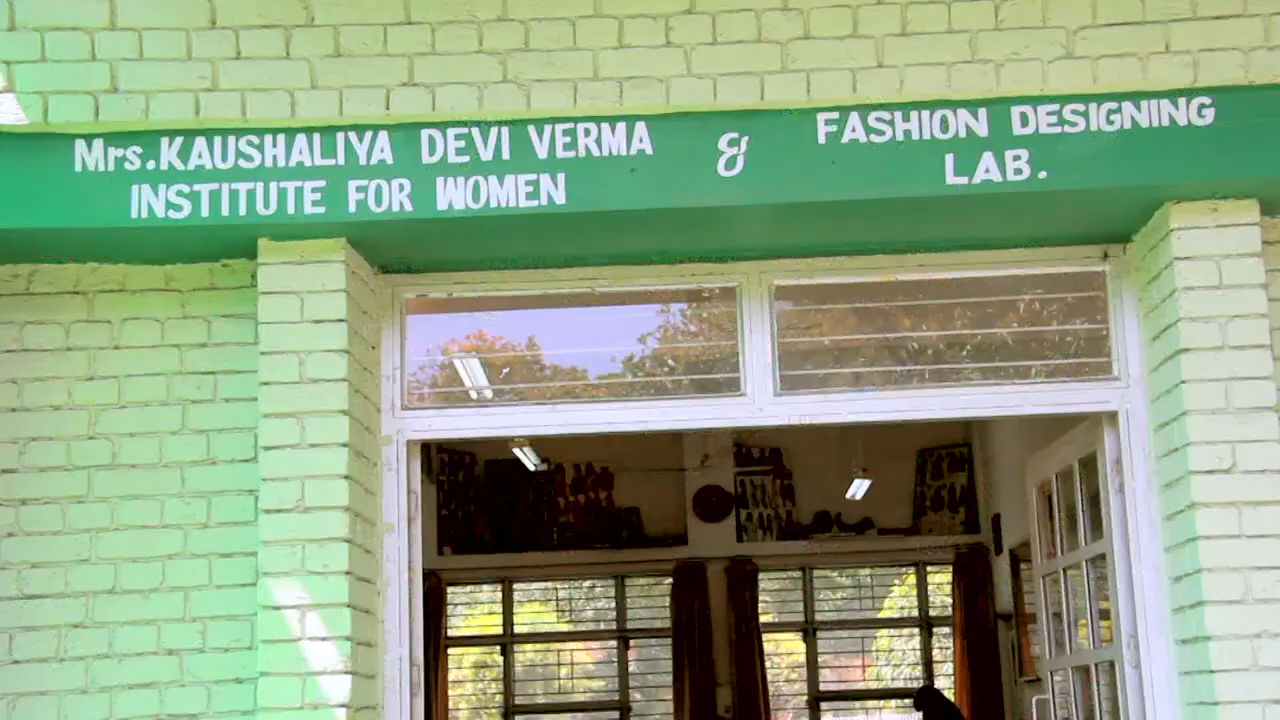 Mrs.KAUSHALIYA DEVI VERMA
INSTITUTE FOR WOMEN
&
FASHION DESIGNING
LAB.